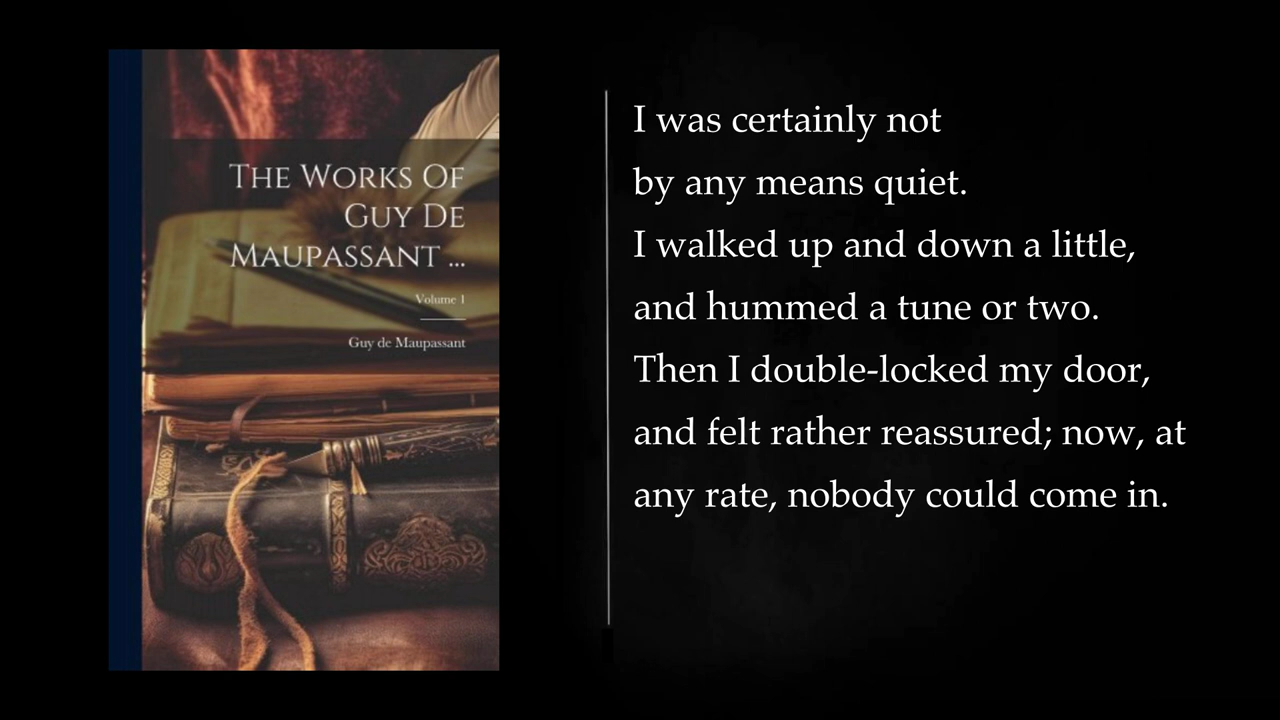 The Works Of
Guy De
Maupassant ...
Volume 1
Guy de Maupassant
I was certainly not
by any means quiet.
I walked up and down a little,
and hummed a tune or two.
Then I double-locked my door,
and felt rather reassured; now, at
any rate, nobody could come in.